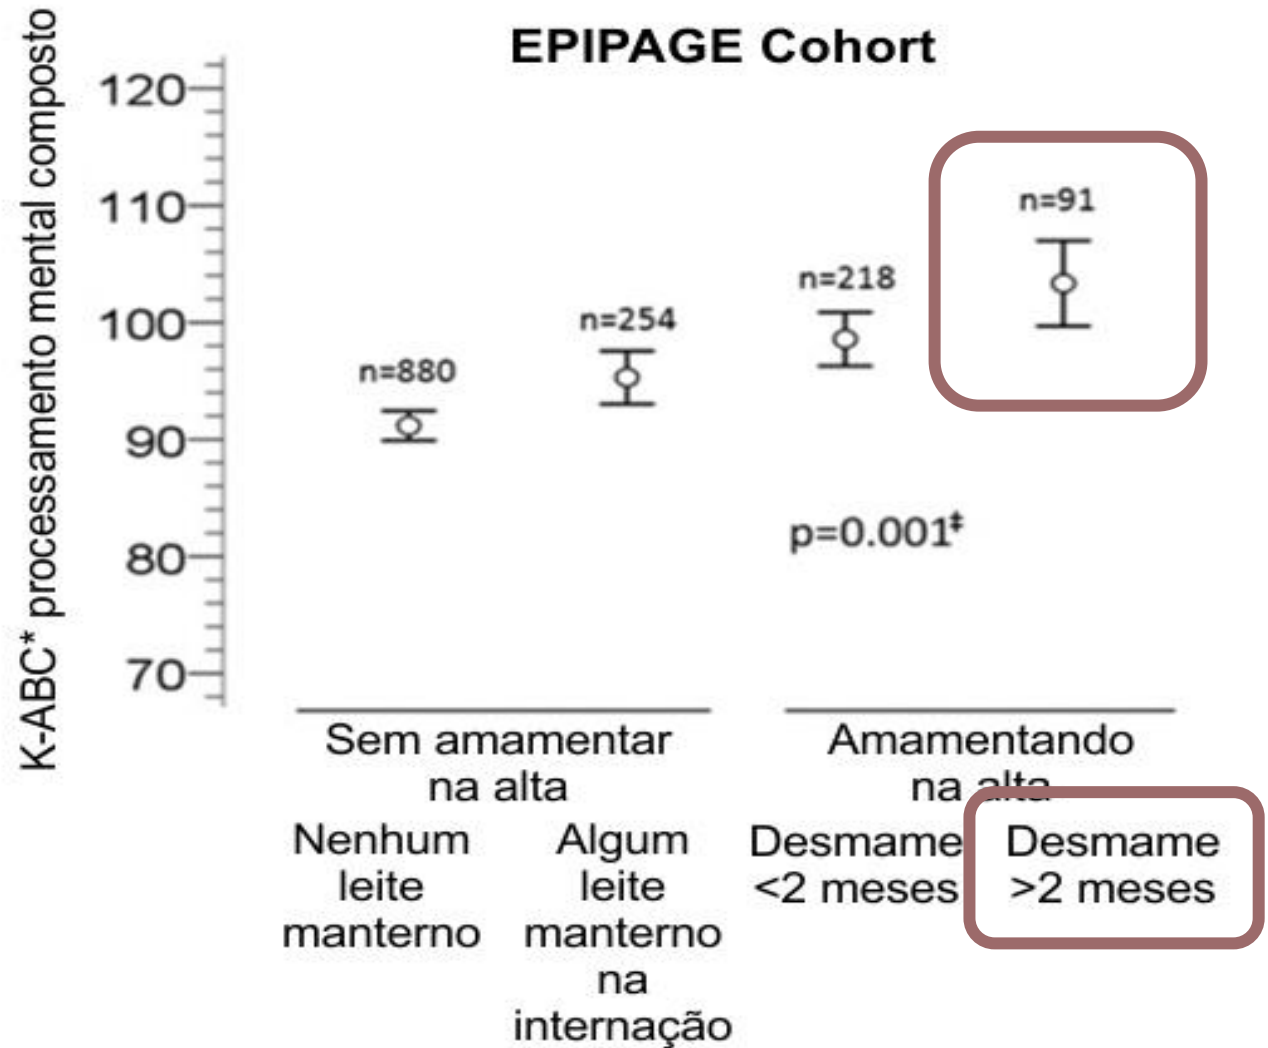 EPIPAGE Cohort
K-ABC* processamento mental composto
120
110
100
90
80
70
n=880
n=254
n=218
n=91
p=0.001‡
Sem amamentar
na alta
Amamentando
na alta
Nenhum
leite
manterno
Algum
leite
manterno
na
internação
Desmame
<2 meses
Desmame
>2 meses